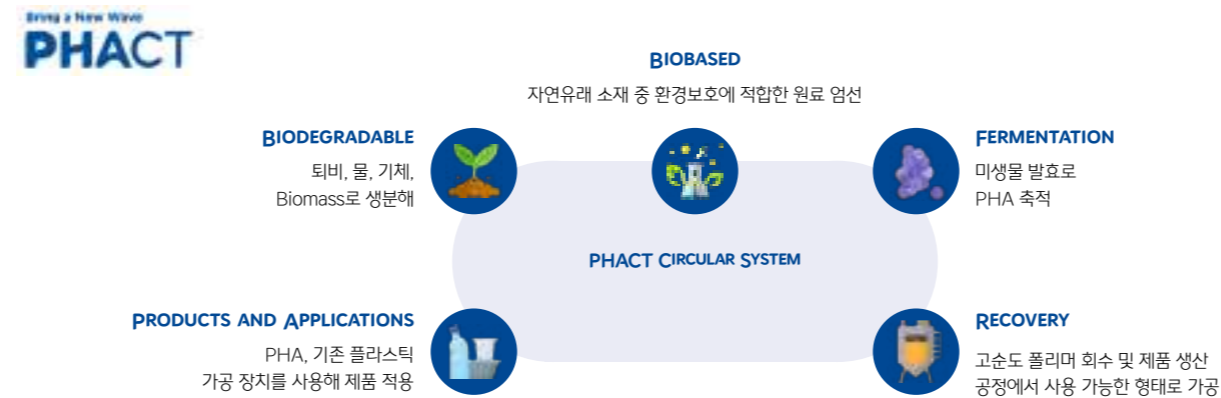 Bring a New Wave
PHACT
BIOBASED
자연유래 소재 중 환경보호에 적합한 원료 엄선
BIODEGRADABLE
퇴비, 물, 기체,
Biomass로 생분해
FERMENTATION
미생물 발효로
PHA 축적
PHACT CIRCULAR SYSTEM
PRODUCTS AND APPLICATIONS
PHA, 기존 플라스틱
가공 장치를 사용해 제품 적용
RECOVERY
고순도 폴리머 회수 및 제품 생산
공정에서 사용 가능한 형태로 가공